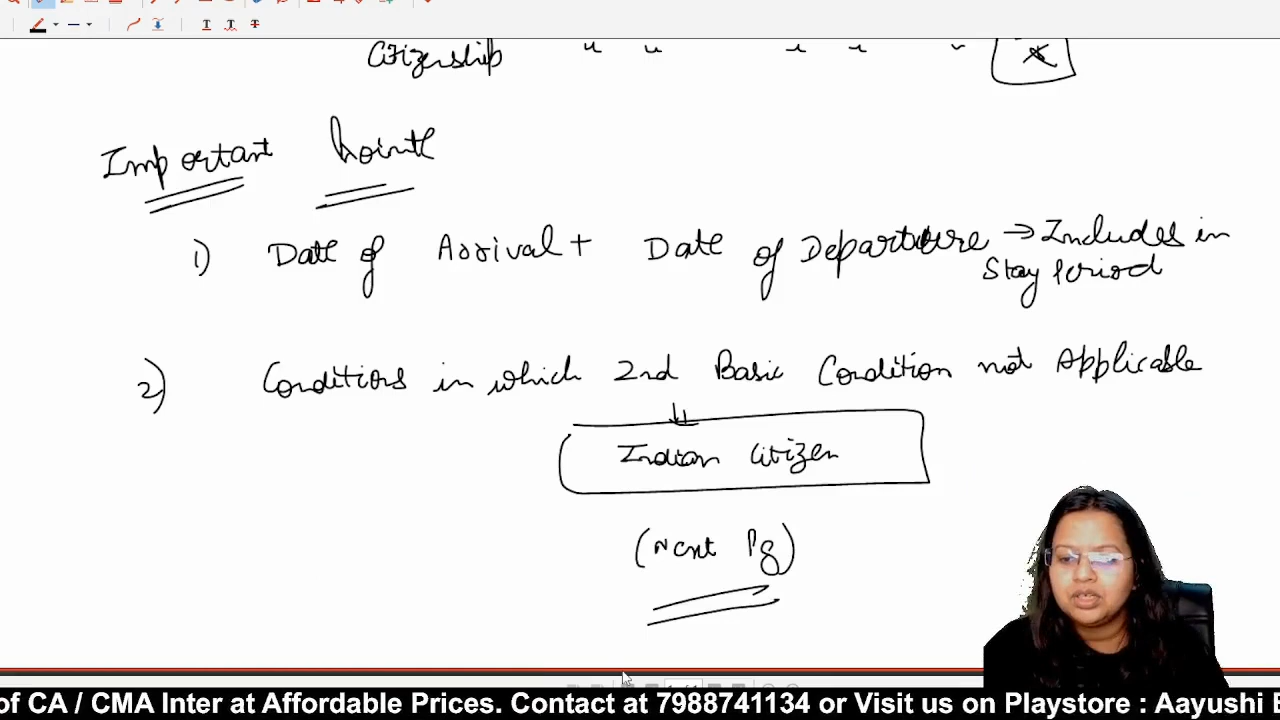 Citizenship
Important Points
1) Date of Arrival + Date of Departure → Includes in
Stay Period
2) Conditions in which 2nd Basic Condition not Applicable
Indian Citizen
(Next Pg)
of CA / CMA Inter at Affordable Prices. Contact at 7988741134 or Visit us on Playstore : Aayushi